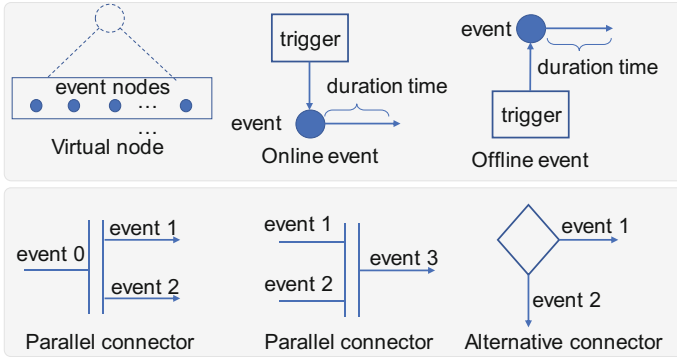 event nodes
...
...
Virtual node
trigger
duration time
event
Online event
event
duration time
trigger
Offline event
event 0
event 1
event 2
Parallel connector
event 1
event 2
event 3
Parallel connector
event 1
event 2
Alternative connector